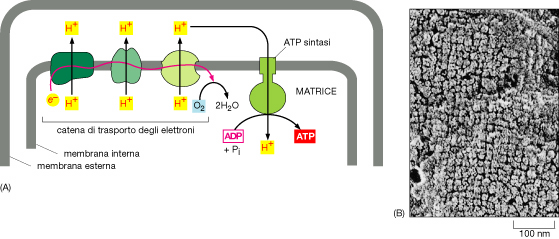 H+ H+ H+
ATP sintasi
MATRICE
e-
H+ H+ H+
O2 2H2O
catena di trasporto degli elettroni
ADP
+ Pi
H+
ATP
membrana interna
membrana esterna
(A)
(B)
100 nm